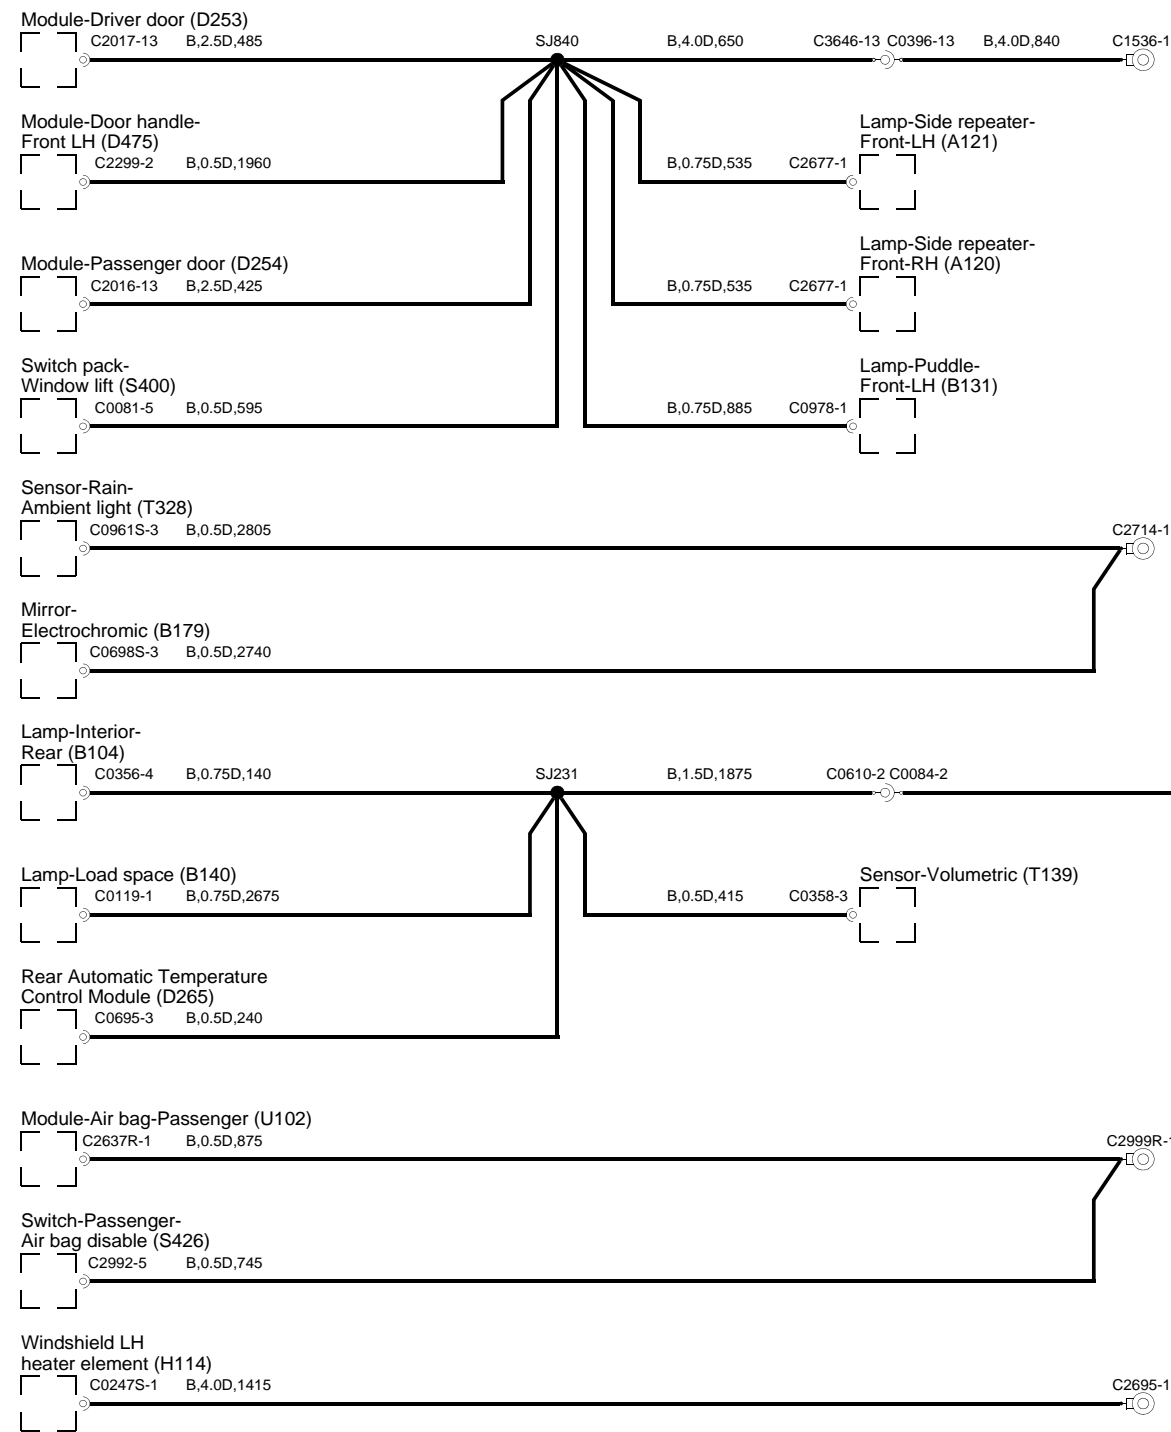 Module-Driver door (D253)
C2017-13 B,2.5D,485 SJ840 B,4.0D,650 C3646-13 C0396-13 B,4.0D,840 C1536-1
Module-Door handle-
Front LH (D475)
C2299-2 B,0.5D,1960
Lamp-Side repeater-
Front-LH (A121)
B,0.75D,535 C2677-1
Module-Passenger door (D254)
C2016-13 B,2.5D,425
Lamp-Side repeater-
Front-RH (A120)
B,0.75D,535 C2677-1
Switch pack-
Window lift (S400)
C0081-5 B,0.5D,595
Lamp-Puddle-
Front-LH (B131)
B,0.75D,885 C0978-1
Sensor-Rain-
Ambient light (T328)
C0961S-3 B,0.5D,2805 C2714-1
Mirror-
Electrochromic (B179)
C0698S-3 B,0.5D,2740
Lamp-Interior-
Rear (B104)
C0356-4 B,0.75D,140 SJ231 B,1.5D,1875 C0610-2 C0084-2
Lamp-Load space (B140)
C0119-1 B,0.75D,2675
Sensor-Volumetric (T139)
B,0.5D,415 C0358-3
Rear Automatic Temperature
Control Module (D265)
C0695-3 B,0.5D,240
Module-Air bag-Passenger (U102)
C2637R-1 B,0.5D,875 C2999R-1
Switch-Passenger-
Air bag disable (S426)
C2992-5 B,0.5D,745
Windshield LH
heater element (H114)
C0247S-1 B,4.0D,1415 C2695-1